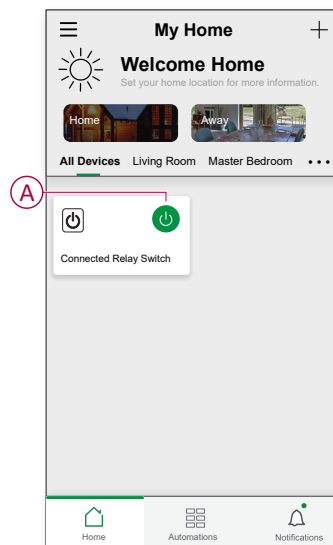 My Home
Welcome Home
Set your home location for more information.
Home Away
All Devices Living Room Master Bedroom
A
Connected Relay Switch
Home Automations Notifications